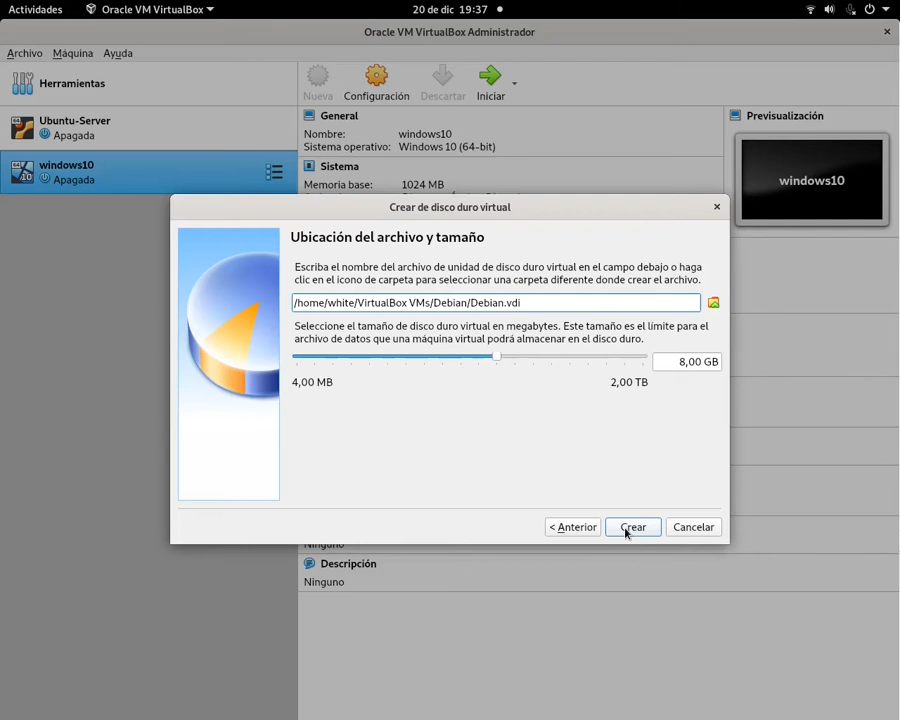 Actividades
Oracle VM VirtualBox
20 de dic 19:37
Oracle VM VirtualBox Administrador
Archivo Máquina Ayuda
Herramientas
Nueva Configuración Descartar Iniciar
Ubuntu-Server
Apagada
windows10
Apagada
General
Nombre: windows10
Sistema operativo: Windows 10 (64-bit)
Sistema
Memoria base: 1024 MB
Previsualización
windows10
Crear de disco duro virtual
Ubicación del archivo y tamaño
Escriba el nombre del archivo de unidad de disco duro virtual en el campo debajo o haga
clic en el icono de carpeta para seleccionar una carpeta diferente donde crear el archivo.
/home/white/VirtualBox VMs/Debian/Debian.vdi
Seleccione el tamaño de disco duro virtual en megabytes. Este tamaño es el límite para el
archivo de datos que una máquina virtual podrá almacenar en el disco duro.
8,00 GB
4,00 MB 2,00 TB
< Anterior Crear Cancelar
Ninguno
Descripción
Ninguno